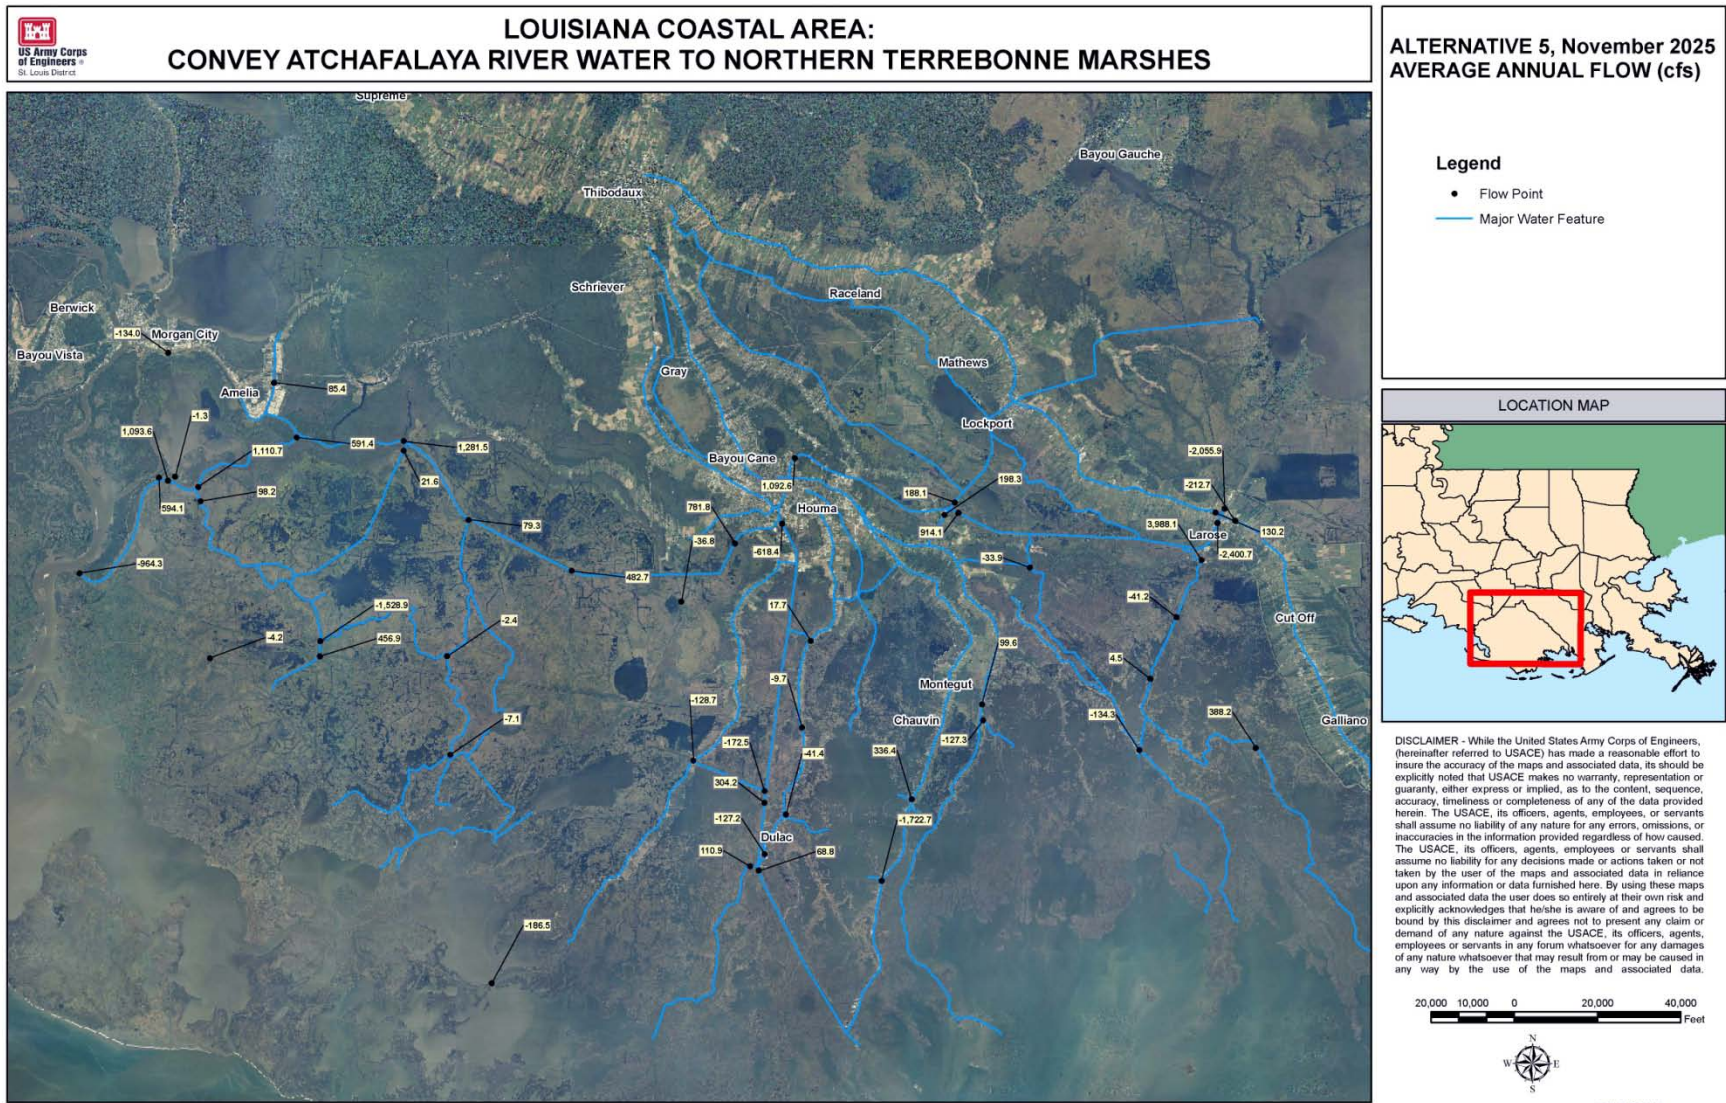 US Army Corps
of Engineers ®
St. Louis District
LOUISIANA COASTAL AREA:
CONVEY ATCHAFALAYA RIVER WATER TO NORTHERN TERREBONNE MARSHES
ALTERNATIVE 5, November 2025
AVERAGE ANNUAL FLOW (cfs)
Legend
Flow Point
Major Water Feature
LOCATION MAP
Supreme
Bayou Gauche
Thibodaux
Schriever
Raceland
Berwick
-134.0
Morgan City
Bayou Vista
Mathews
Gray
Amelia
85.4
-1.3
Lockport
1,093.6
1,110.7
591.4
1,281.5
-2,055.9
Bayou Cane
198.3
1,092.6
21.6
98.2
188.1
-212.7
594.1
781.8
Houma
79.3
3,988.1
914.1
130.2
Larose
-36.8
-618.4
-33.9
-2,400.7
-964.3
482.7
-41.2
-1,528.9
17.7
Cut Off
-4.2
456.9
-2.4
99.6
4.5
-9.7
Montegut
-128.7
-7.1
Chauvin
-134.3
388.2
Galliano
-172.5
-41.4
336.4
-127.3
304.2
-127.2
Dulac
-1,722.7
110.9
68.8
-186.5
DISCLAIMER - While the United States Army Corps of Engineers,
(hereinafter referred to USACE) has made a reasonable effort to
insure the accuracy of the maps and associated data, its should be
explicitly noted that USACE makes no warranty, representation or
guaranty, either express or implied, as to the content, sequence,
accuracy, timeliness or completeness of any of the data provided
herein. The USACE, its officers, agents, employees, or servants
shall assume no liability of any nature for any errors, omissions, or
inaccuracies in the information provided regardless of how caused.
The USACE, its officers, agents, employees or servants shall
assume no liability for any decisions made or actions taken or not
taken by the user of the maps and associated data in reliance
upon any information or data furnished here. By using these maps
and associated data the user does so entirely at their own risk and
explicitly acknowledges that he/she is aware of and agrees to be
bound by this disclaimer and agrees not to present any claim or
demand of any nature against the USACE, its officers, agents,
employees or servants in any forum whatsoever for any damages
of any nature whatsoever that may result from or may be caused in
any way by the use of the maps and associated data.
20,000 10,000 0 20,000 40,000
Feet
N
W E
S